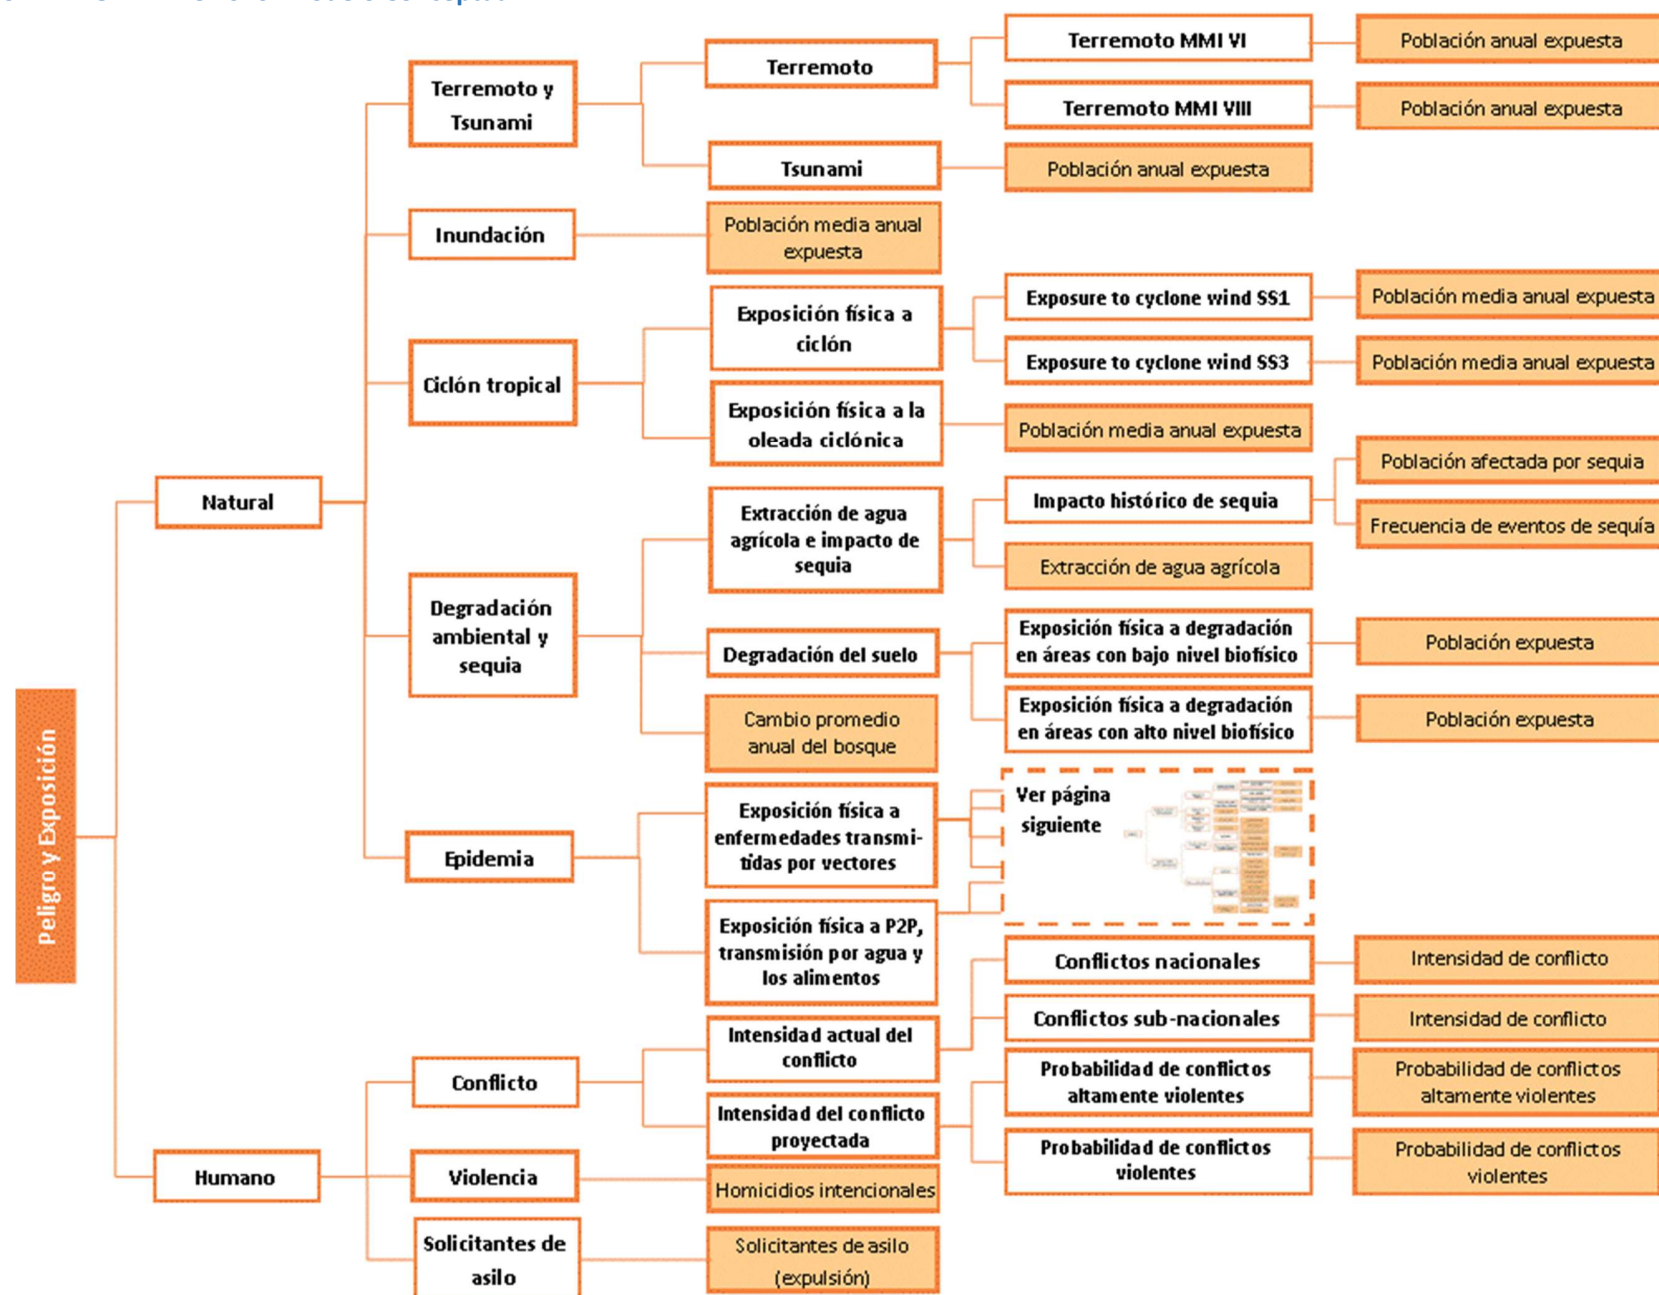 Peligro y Exposición
Natural
Humano
Terremoto y
Tsunami
Inundación
Ciclón tropical
Degradación
ambiental y
sequia
Epidemia
Conflicto
Violencia
Solicitantes de
asilo
Terremoto
Tsunami
Población media anual
expuesta
Exposición física a
ciclón
Exposición física a la
oleada ciclónica
Extracción de agua
agrícola e impacto de
sequia
Degradación del suelo
Cambio promedio
anual del bosque
Exposición física a
enfermedades transmi-
tidas por vectores
Exposición física a P2P,
transmisión por agua y
los alimentos
Intensidad actual del
conflicto
Intensidad del conflicto
proyectada
Homicidios intencionales
Solicitantes de asilo
(expulsión)
Terremoto MMI VI
Terremoto MMI VIII
Población anual expuesta
Exposure to cyclone wind SS1
Exposure to cyclone wind SS3
Población media anual expuesta
Impacto histórico de sequia
Extracción de agua agrícola
Exposición física a degradación
en áreas con bajo nivel biofísico
Exposición física a degradación
en áreas con alto nivel biofísico
Ver página
siguiente
Conflictos nacionales
Conflictos sub-nacionales
Probabilidad de conflictos
altamente violentes
Probabilidad de conflictos
violentes
Población anual expuesta
Población anual expuesta
Población media anual expuesta
Población media anual expuesta
Población afectada por sequia
Frecuencia de eventos de sequía
Población expuesta
Población expuesta
Intensidad de conflicto
Intensidad de conflicto
Probabilidad de conflictos
altamente violentes
Probabilidad de conflictos
violentes